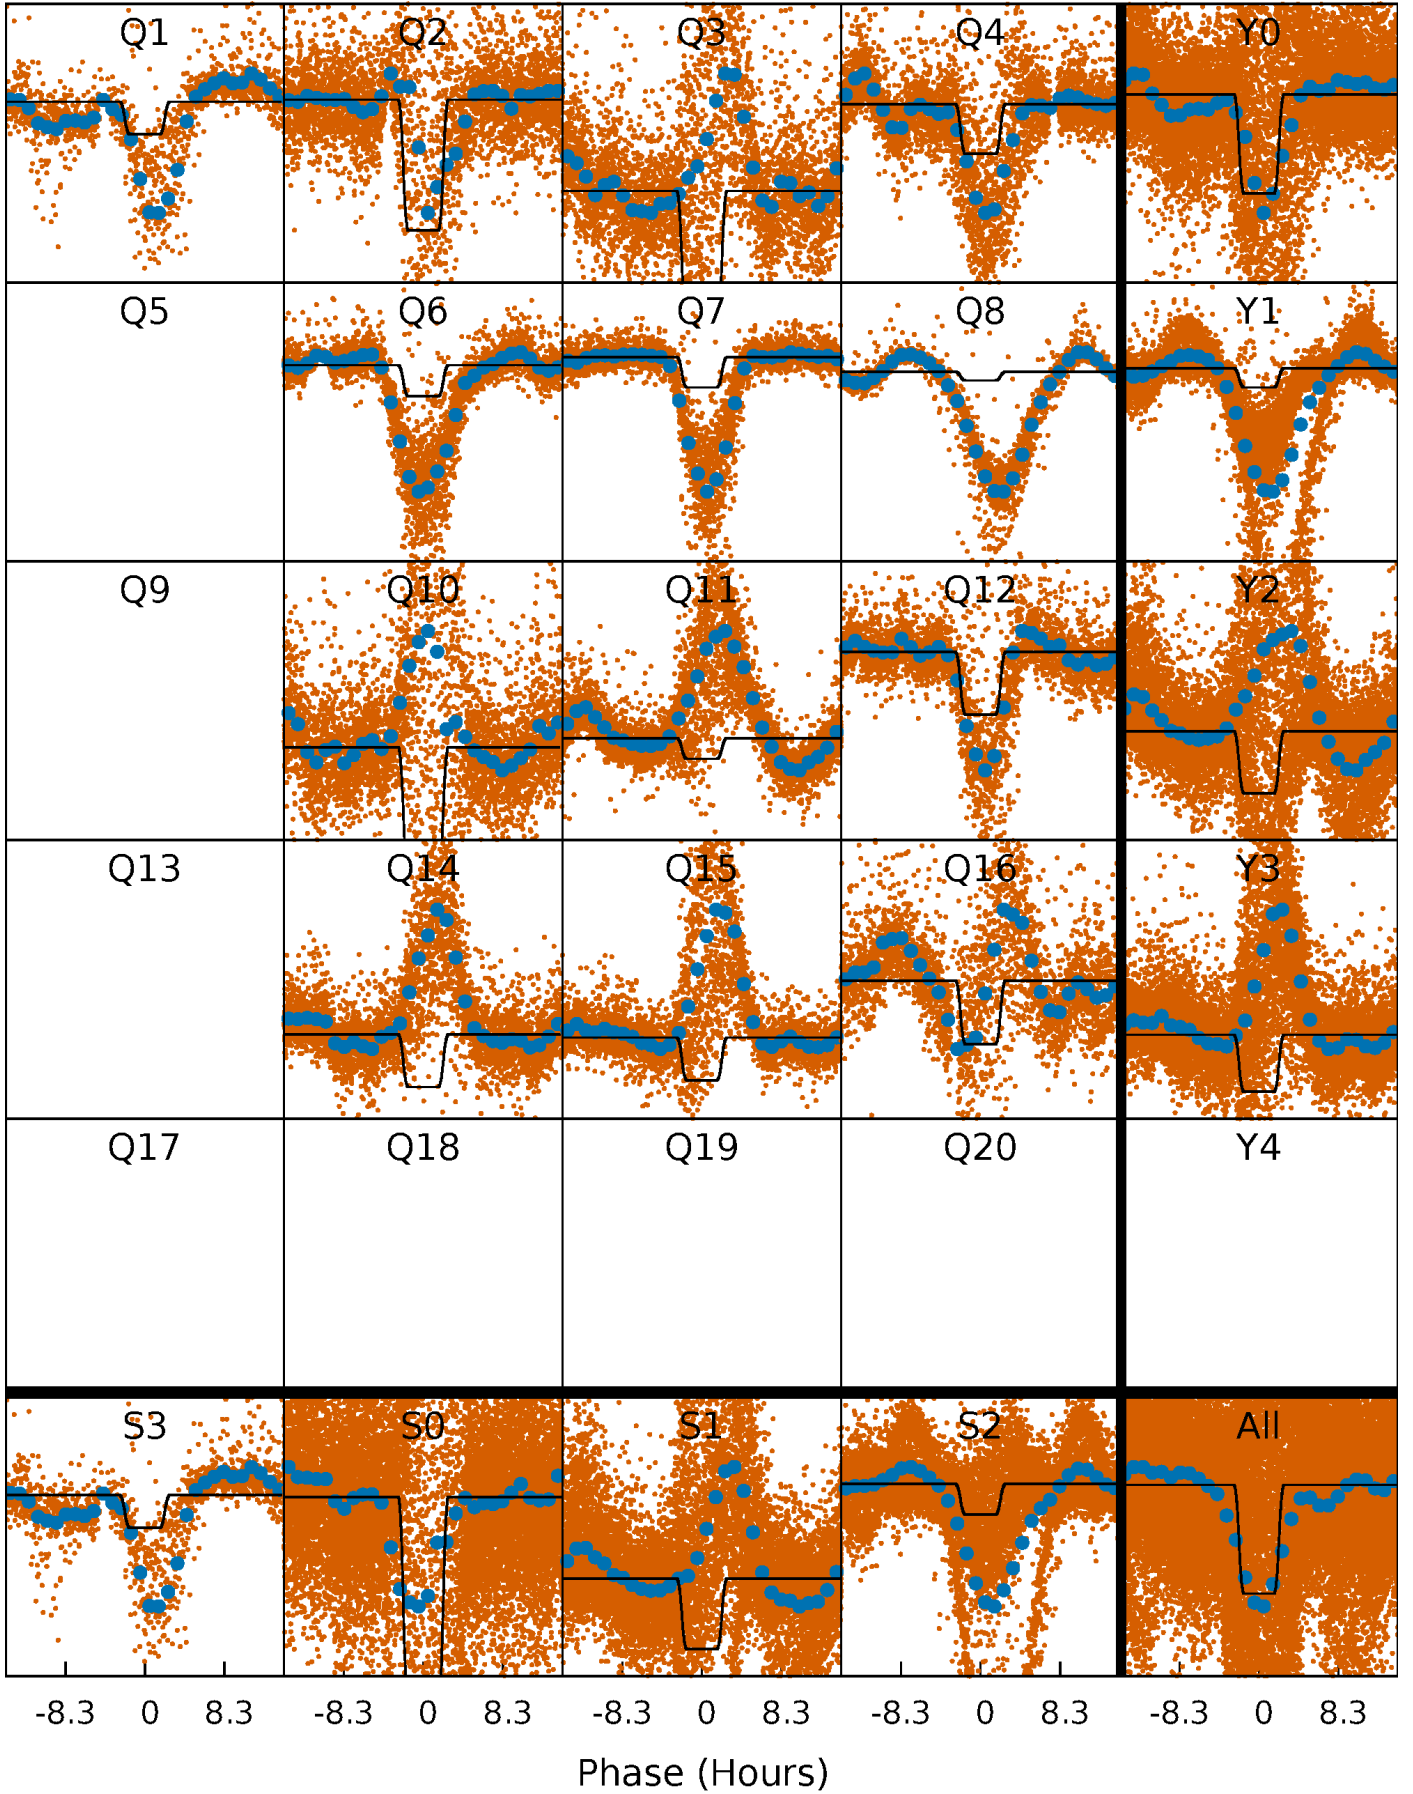 Q1 Q2 Q3 Q4 Y0
Q5 Q6 Q7 Q8 Y1
Q9 Q10 Q11 Q12 Y2
Q13 Q14 Q15 Q16 Y3
Q17 Q18 Q19 Q20 Y4
S3 S0 S1 S2 All
-8.3 0 8.3 -8.3 0 8.3 -8.3 0 8.3 -8.3 0 8.3 -8.3 0 8.3
Phase (Hours)